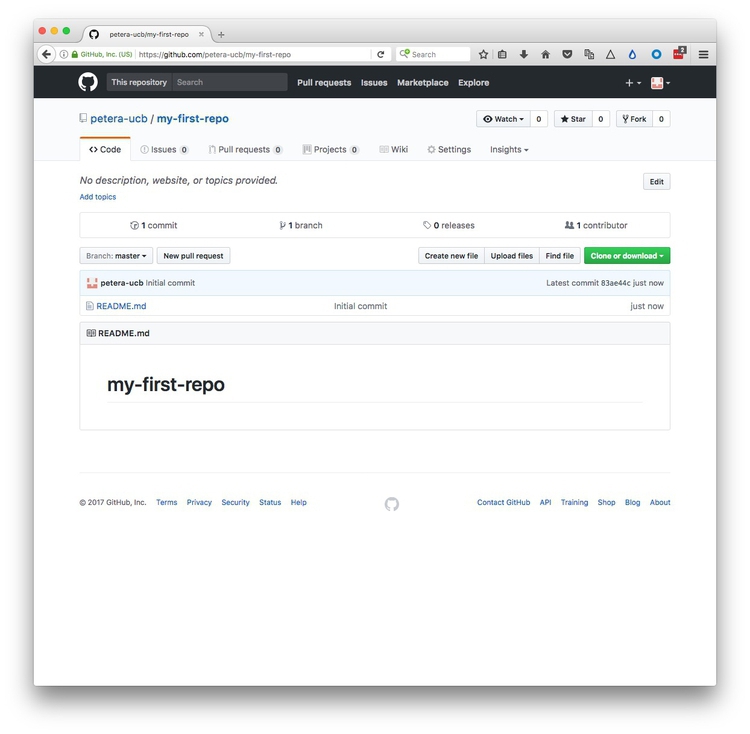 petera-ucb/my-first-repo
GitHub, Inc. (US) https://github.com/petera-ucb/my-first-repo Search 2
This repository Search Pull requests Issues Marketplace Explore
petera-ucb / my-first-repo Watch 0 Star 0 Fork 0
Code Issues 0 Pull requests 0 Projects 0 Wiki Settings Insights
No description, website, or topics provided. Edit
Add topics
1 commit 1 branch 0 releases 1 contributor
Branch: master New pull request Create new file Upload files Find file Clone or download
petera-ucb Initial commit Latest commit 83ae44c just now
README.md Initial commit just now
README.md
my-first-repo
© 2017 GitHub, Inc. Terms Privacy Security Status Help Contact GitHub API Training Shop Blog About